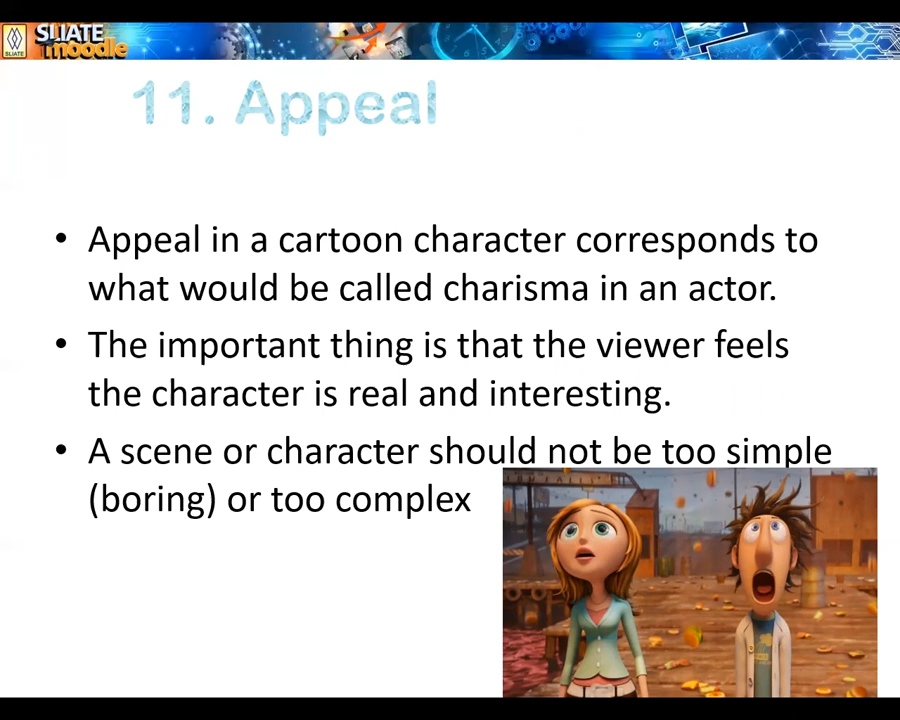 SLIATE
moodle
SLIATE
11. Appeal
• Appeal in a cartoon character corresponds to
what would be called charisma in an actor.
• The important thing is that the viewer feels
the character is real and interesting.
• A scene or character should not be too simple
(boring) or too complex